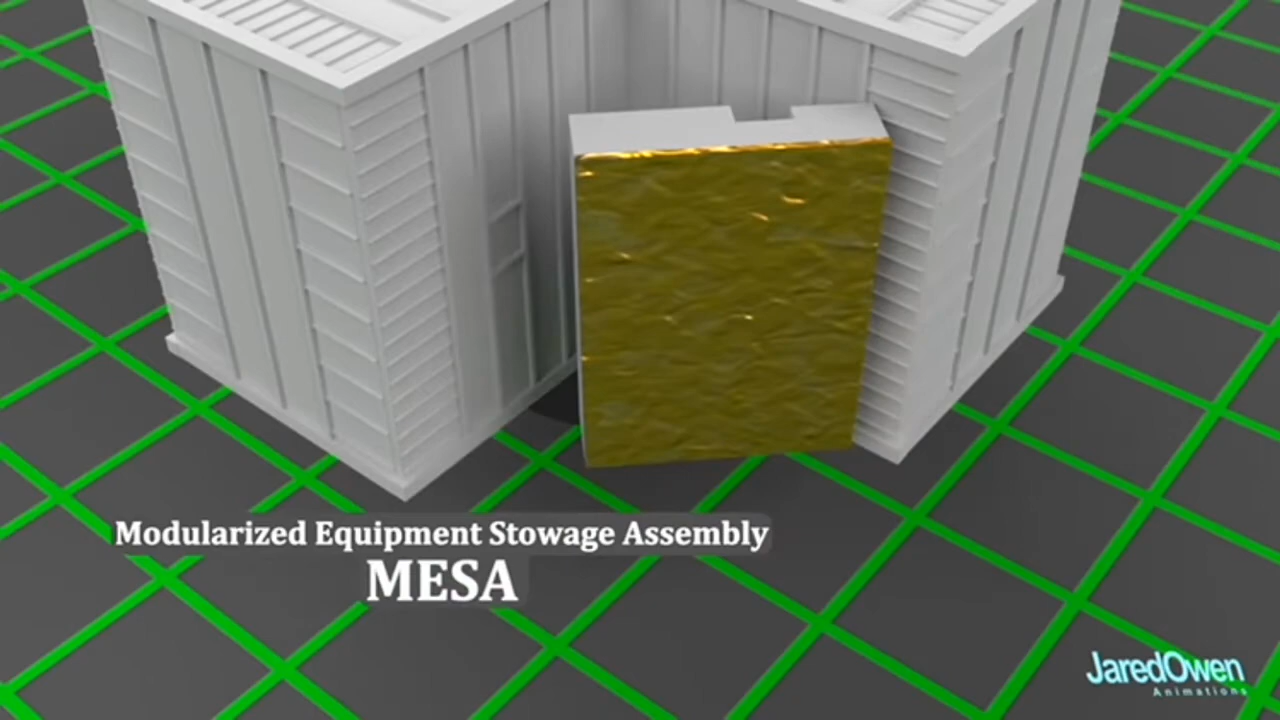 Modularized Equipment Stowage Assembly
MESA
JaredOwen
Animations